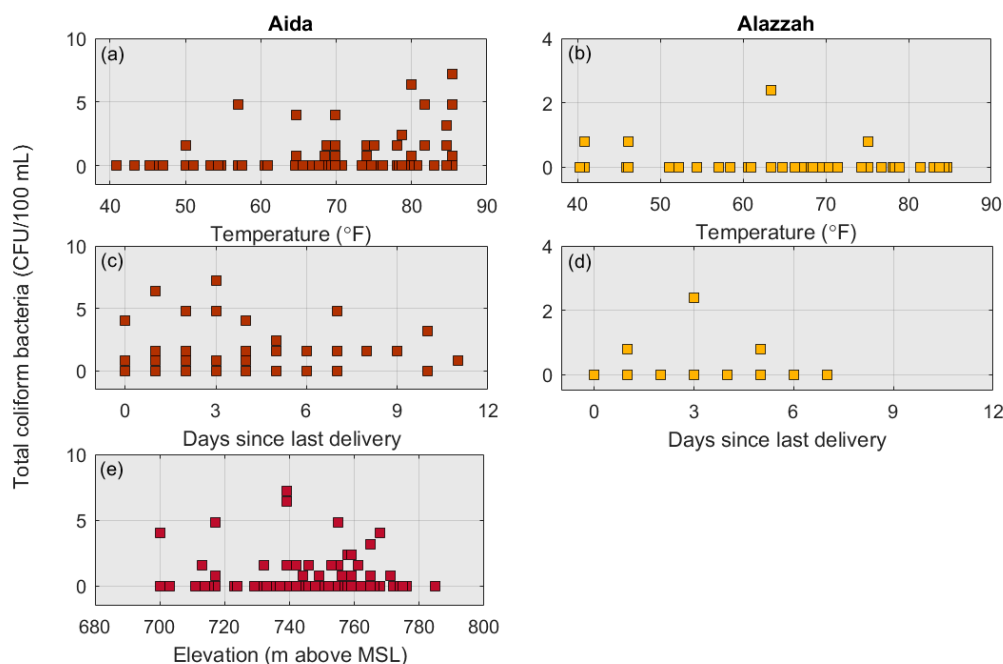 Aida
Alazzah
Total coliform bacteria (CFU/100 mL)
(a)
10
5
0
40 50 60 70 80 90
Temperature (°F)
(b)
4
2
0
40 50 60 70 80 90
Temperature (°F)
(c)
10
5
0
0 3 6 9 12
Days since last delivery
(d)
4
2
0
0 3 6 9 12
Days since last delivery
(e)
10
5
0
680 700 720 740 760 780 800
Elevation (m above MSL)